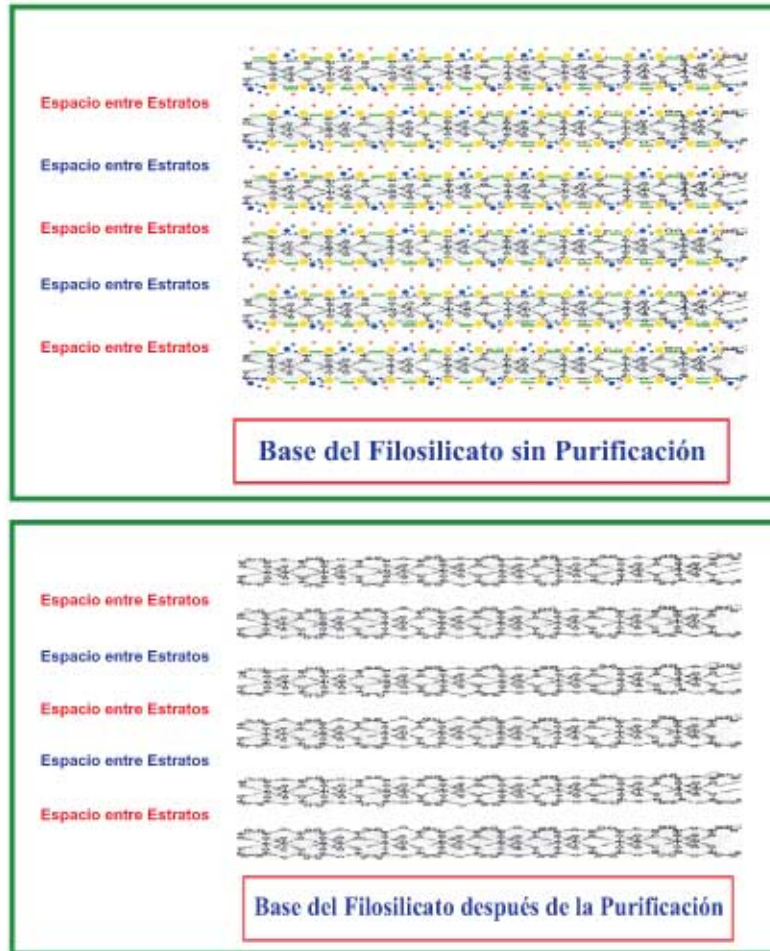 Espacio entre Estratos
Espacio entre Estratos
Espacio entre Estratos
Espacio entre Estratos
Espacio entre Estratos
Base del Filosilicato sin Purificación
Espacio entre Estratos
Espacio entre Estratos
Espacio entre Estratos
Espacio entre Estratos
Espacio entre Estratos
Base del Filosilicato después de la Purificación